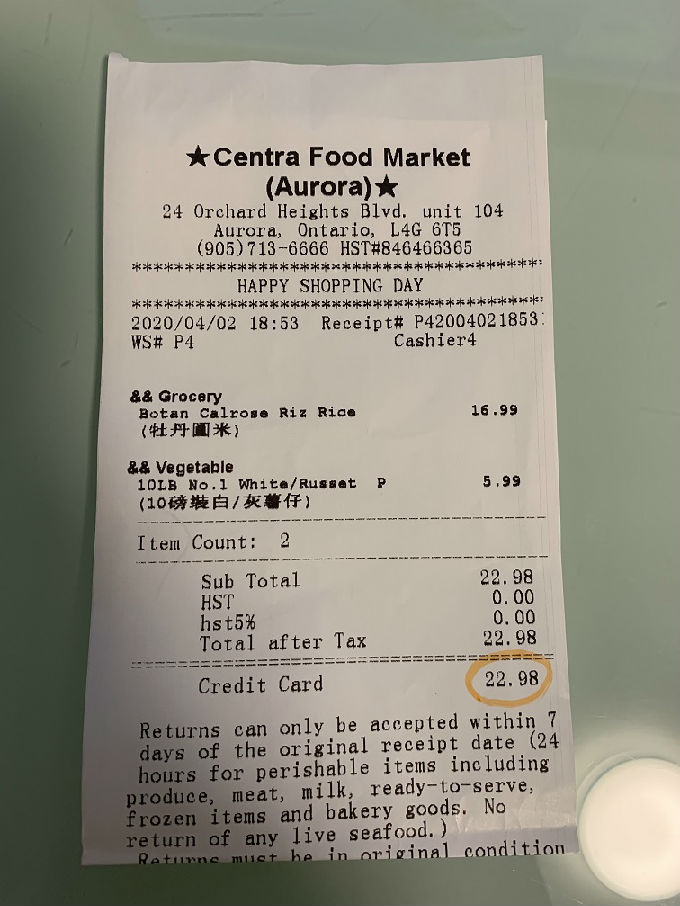 ★Centra Food Market
(Aurora)★
24 Orchard Heights Blvd. unit 104
Aurora, Ontario, L4G 6T5
(905)713-6666 HST#846466365
****************************************
HAPPY SHOPPING DAY
****************************************
2020/04/02 18:53 Receipt# P42004021853
WS# P4 Cashier4
&& Grocery
Botan Calrose Riz Rice 16.99
(牡丹圓米)
&& Vegetable
10LB No.1 White/Russet P 5.99
(10磅裝白/灰薯仔)
Item Count: 2
Sub Total 22.98
HST 0.00
hst5% 0.00
Total after Tax 22.98
Credit Card 22.98
Returns can only be accepted within 7
days of the original receipt date (24
hours for perishable items including
produce, meat, milk, ready-to-serve,
frozen items and bakery goods. No
return of any live seafood.)
Returns must be in original condition